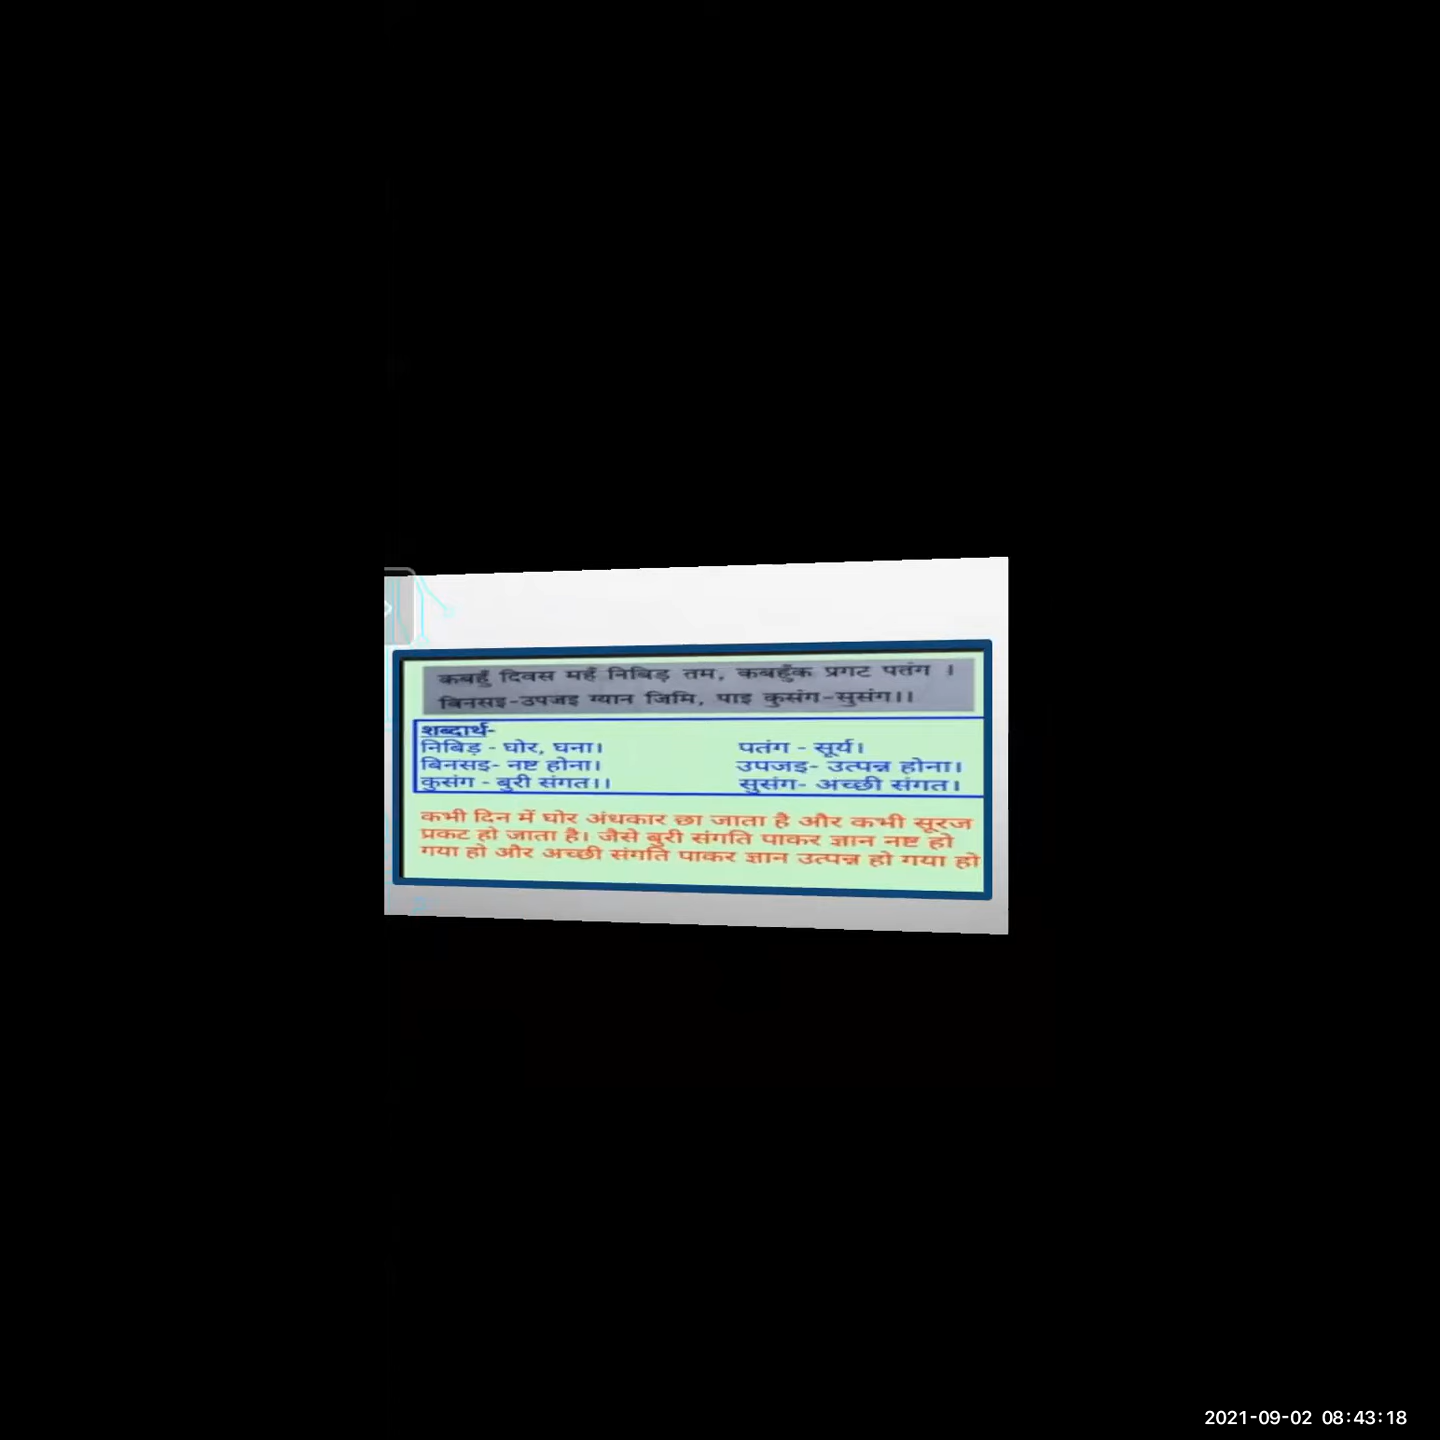 कबहुँ दिवस महँ निबिड़ तम, कबहुँक प्रगट पतंग ।
बिनसइ-उपजइ ग्यान जिमि, पाइ कुसंग-सुसंग।।
शब्दार्थ-
निबिड़ - घोर, घना। पतंग - सूर्य।
बिनसइ- नष्ट होना। उपजइ- उत्पन्न होना।
कुसंग - बुरी संगत।। सुसंग- अच्छी संगत।
कभी दिन में घोर अंधकार छा जाता है और कभी सूरज
प्रकट हो जाता है। जैसे बुरी संगति पाकर ज्ञान नष्ट हो
गया हो और अच्छी संगति पाकर ज्ञान उत्पन्न हो गया हो
2021-09-02 08:43:18